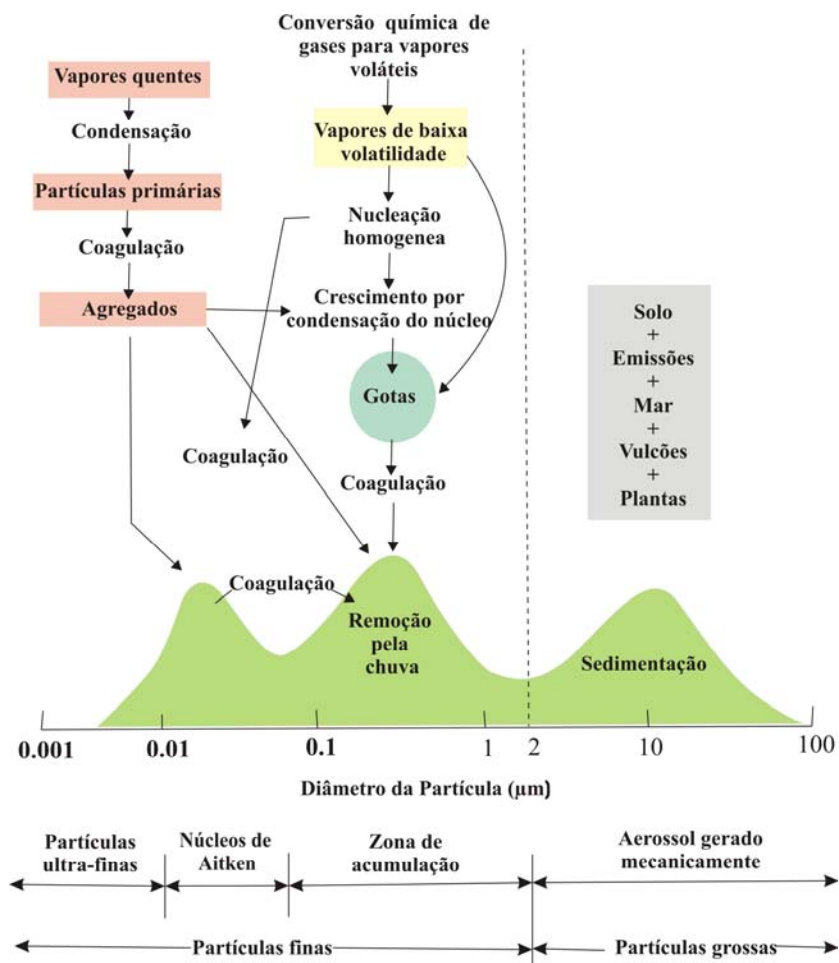 Conversão química de
gases para vapores
voláteis
Vapores quentes
Condensação
Vapores de baixa
volatilidade
Partículas primárias
Coagulação
Nucleação
homogenea
Agregados
Crescimento por
condensação do núcleo
Gotas
Coagulação
Coagulação
Solo
+
Emissões
+
Mar
+
Vulcões
+
Plantas
Coagulação
Remoção
pela
chuva
Sedimentação
0.001 0.01 0.1 1 2 10 100
Diâmetro da Partícula (μm)
Partículas
ultra-finas
Núcleos de
Aitken
Zona de
acumulação
Aerossol gerado
mecanicamente
Partículas finas
Partículas grossas